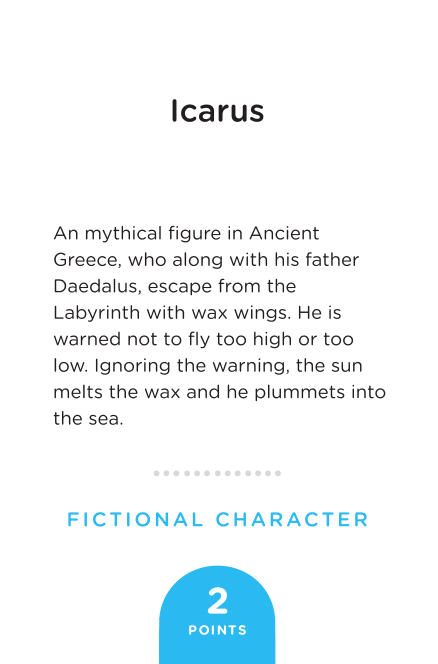 Icarus
An mythical figure in Ancient
Greece, who along with his father
Daedalus, escape from the
Labyrinth with wax wings. He is
warned not to fly too high or too
low. Ignoring the warning, the sun
melts the wax and he plummets into
the sea.
FICTIONAL CHARACTER
2
POINTS